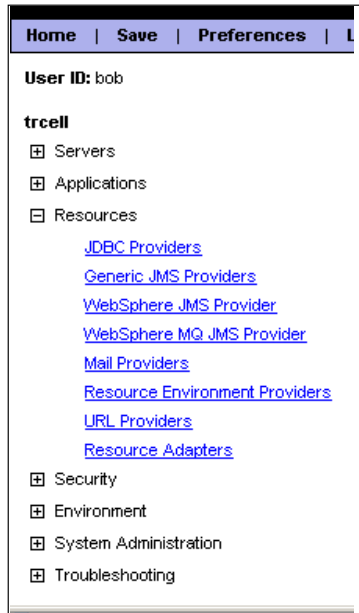 Home | Save | Preferences | L
User ID: bob
trcell
Servers
Applications
Resources
JDBC Providers
Generic JMS Providers
WebSphere JMS Provider
WebSphere MQ JMS Provider
Mail Providers
Resource Environment Providers
URL Providers
Resource Adapters
Security
Environment
System Administration
Troubleshooting